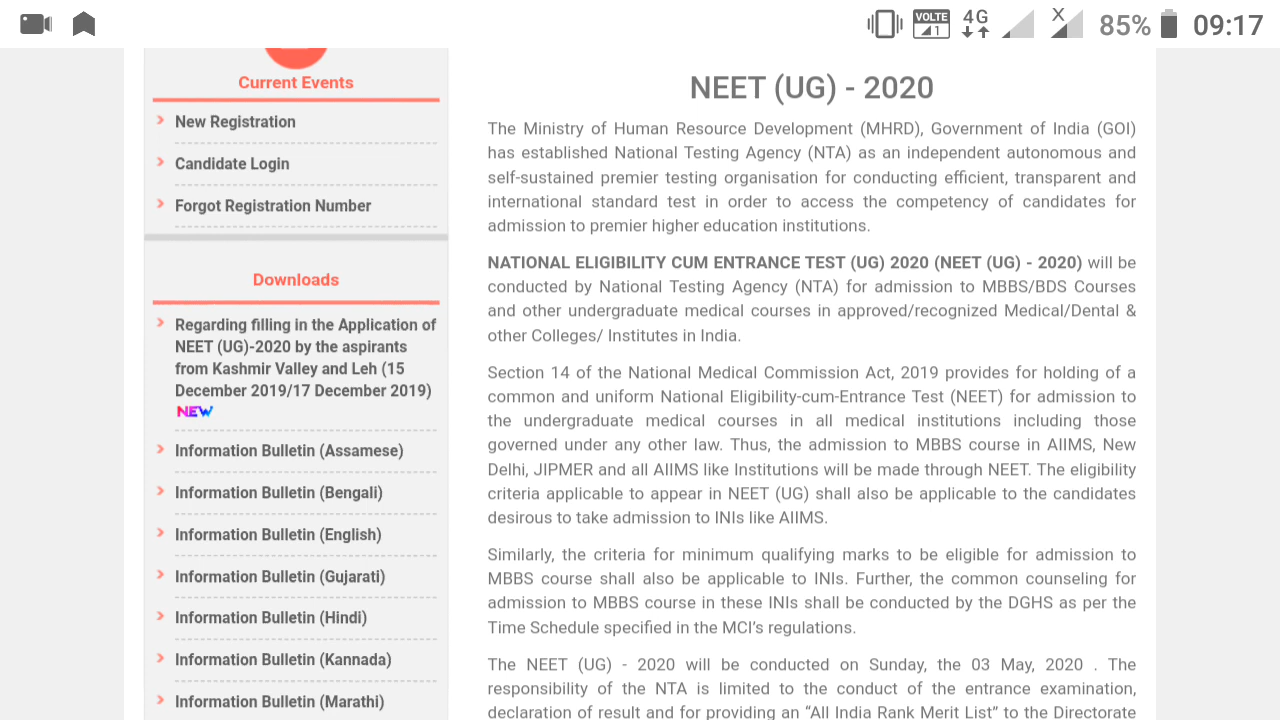 VOLTE
1
4G
X
85%
09:17
Current Events
New Registration
Candidate Login
Forgot Registration Number
Downloads
Regarding filling in the Application of
NEET (UG)-2020 by the aspirants
from Kashmir Valley and Leh (15
December 2019/17 December 2019)
NEW
Information Bulletin (Assamese)
Information Bulletin (Bengali)
Information Bulletin (English)
Information Bulletin (Gujarati)
Information Bulletin (Hindi)
Information Bulletin (Kannada)
Information Bulletin (Marathi)
NEET (UG) - 2020
The Ministry of Human Resource Development (MHRD), Government of India (GOI)
has established National Testing Agency (NTA) as an independent autonomous and
self-sustained premier testing organisation for conducting efficient, transparent and
international standard test in order to access the competency of candidates for
admission to premier higher education institutions.
NATIONAL ELIGIBILITY CUM ENTRANCE TEST (UG) 2020 (NEET (UG) - 2020) will be
conducted by National Testing Agency (NTA) for admission to MBBS/BDS Courses
and other undergraduate medical courses in approved/recognized Medical/Dental &
other Colleges/ Institutes in India.
Section 14 of the National Medical Commission Act, 2019 provides for holding of a
common and uniform National Eligibility-cum-Entrance Test (NEET) for admission to
the undergraduate medical courses in all medical institutions including those
governed under any other law. Thus, the admission to MBBS course in AIIMS, New
Delhi, JIPMER and all AIIMS like Institutions will be made through NEET. The eligibility
criteria applicable to appear in NEET (UG) shall also be applicable to the candidates
desirous to take admission to INIs like AIIMS.
Similarly, the criteria for minimum qualifying marks to be eligible for admission to
MBBS course shall also be applicable to INIs. Further, the common counseling for
admission to MBBS course in these INIs shall be conducted by the DGHS as per the
Time Schedule specified in the MCI's regulations.
The NEET (UG) - 2020 will be conducted on Sunday, the 03 May, 2020 . The
responsibility of the NTA is limited to the conduct of the entrance examination,
declaration of result and for providing an “All India Rank Merit List” to the Directorate